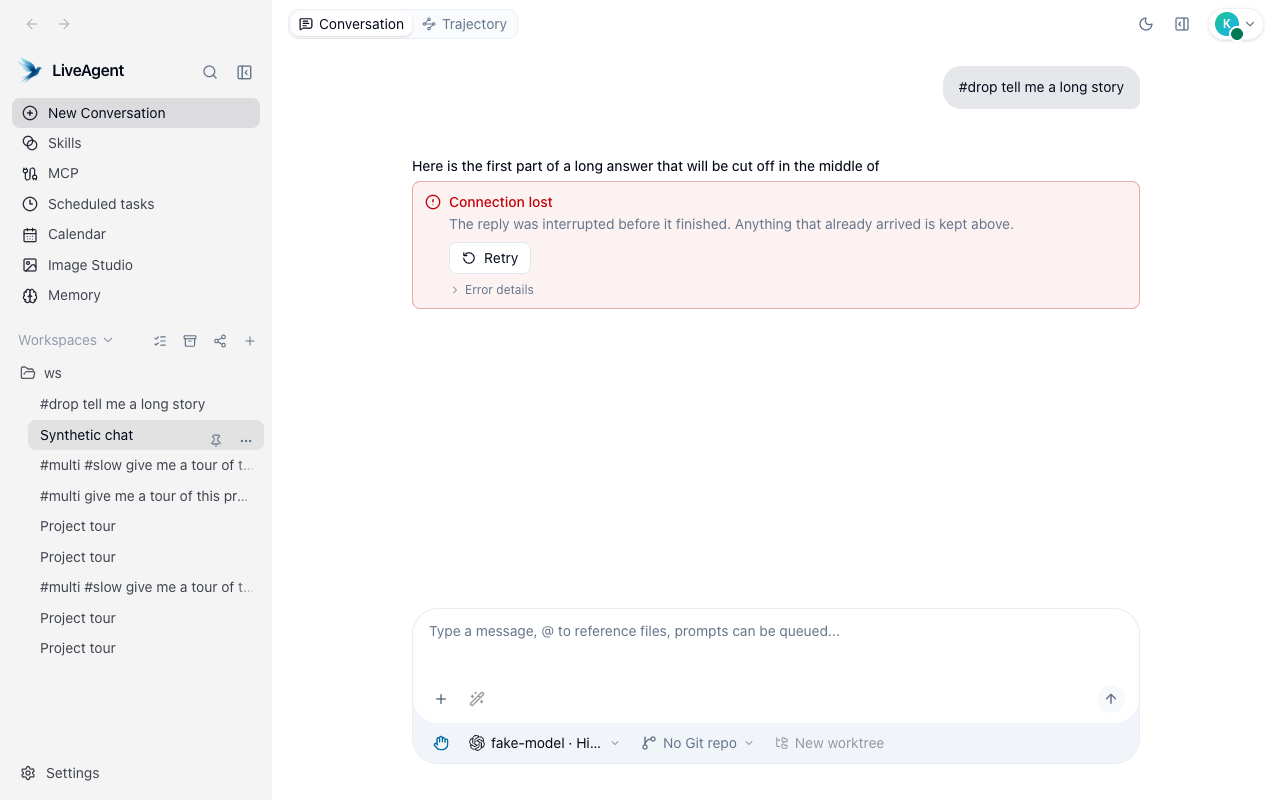 Conversation
Trajectory
K
LiveAgent
New Conversation
Skills
MCP
Scheduled tasks
Calendar
Image Studio
Memory
Workspaces
ws
#drop tell me a long story
Synthetic chat
#multi #slow give me a tour of t...
#multi give me a tour of this pr...
Project tour
Project tour
#multi #slow give me a tour of t...
Project tour
Project tour
Settings
#drop tell me a long story
Here is the first part of a long answer that will be cut off in the middle of
Connection lost
The reply was interrupted before it finished. Anything that already arrived is kept above.
Retry
Error details
Type a message, @ to reference files, prompts can be queued...
fake-model · Hi...
No Git repo
New worktree